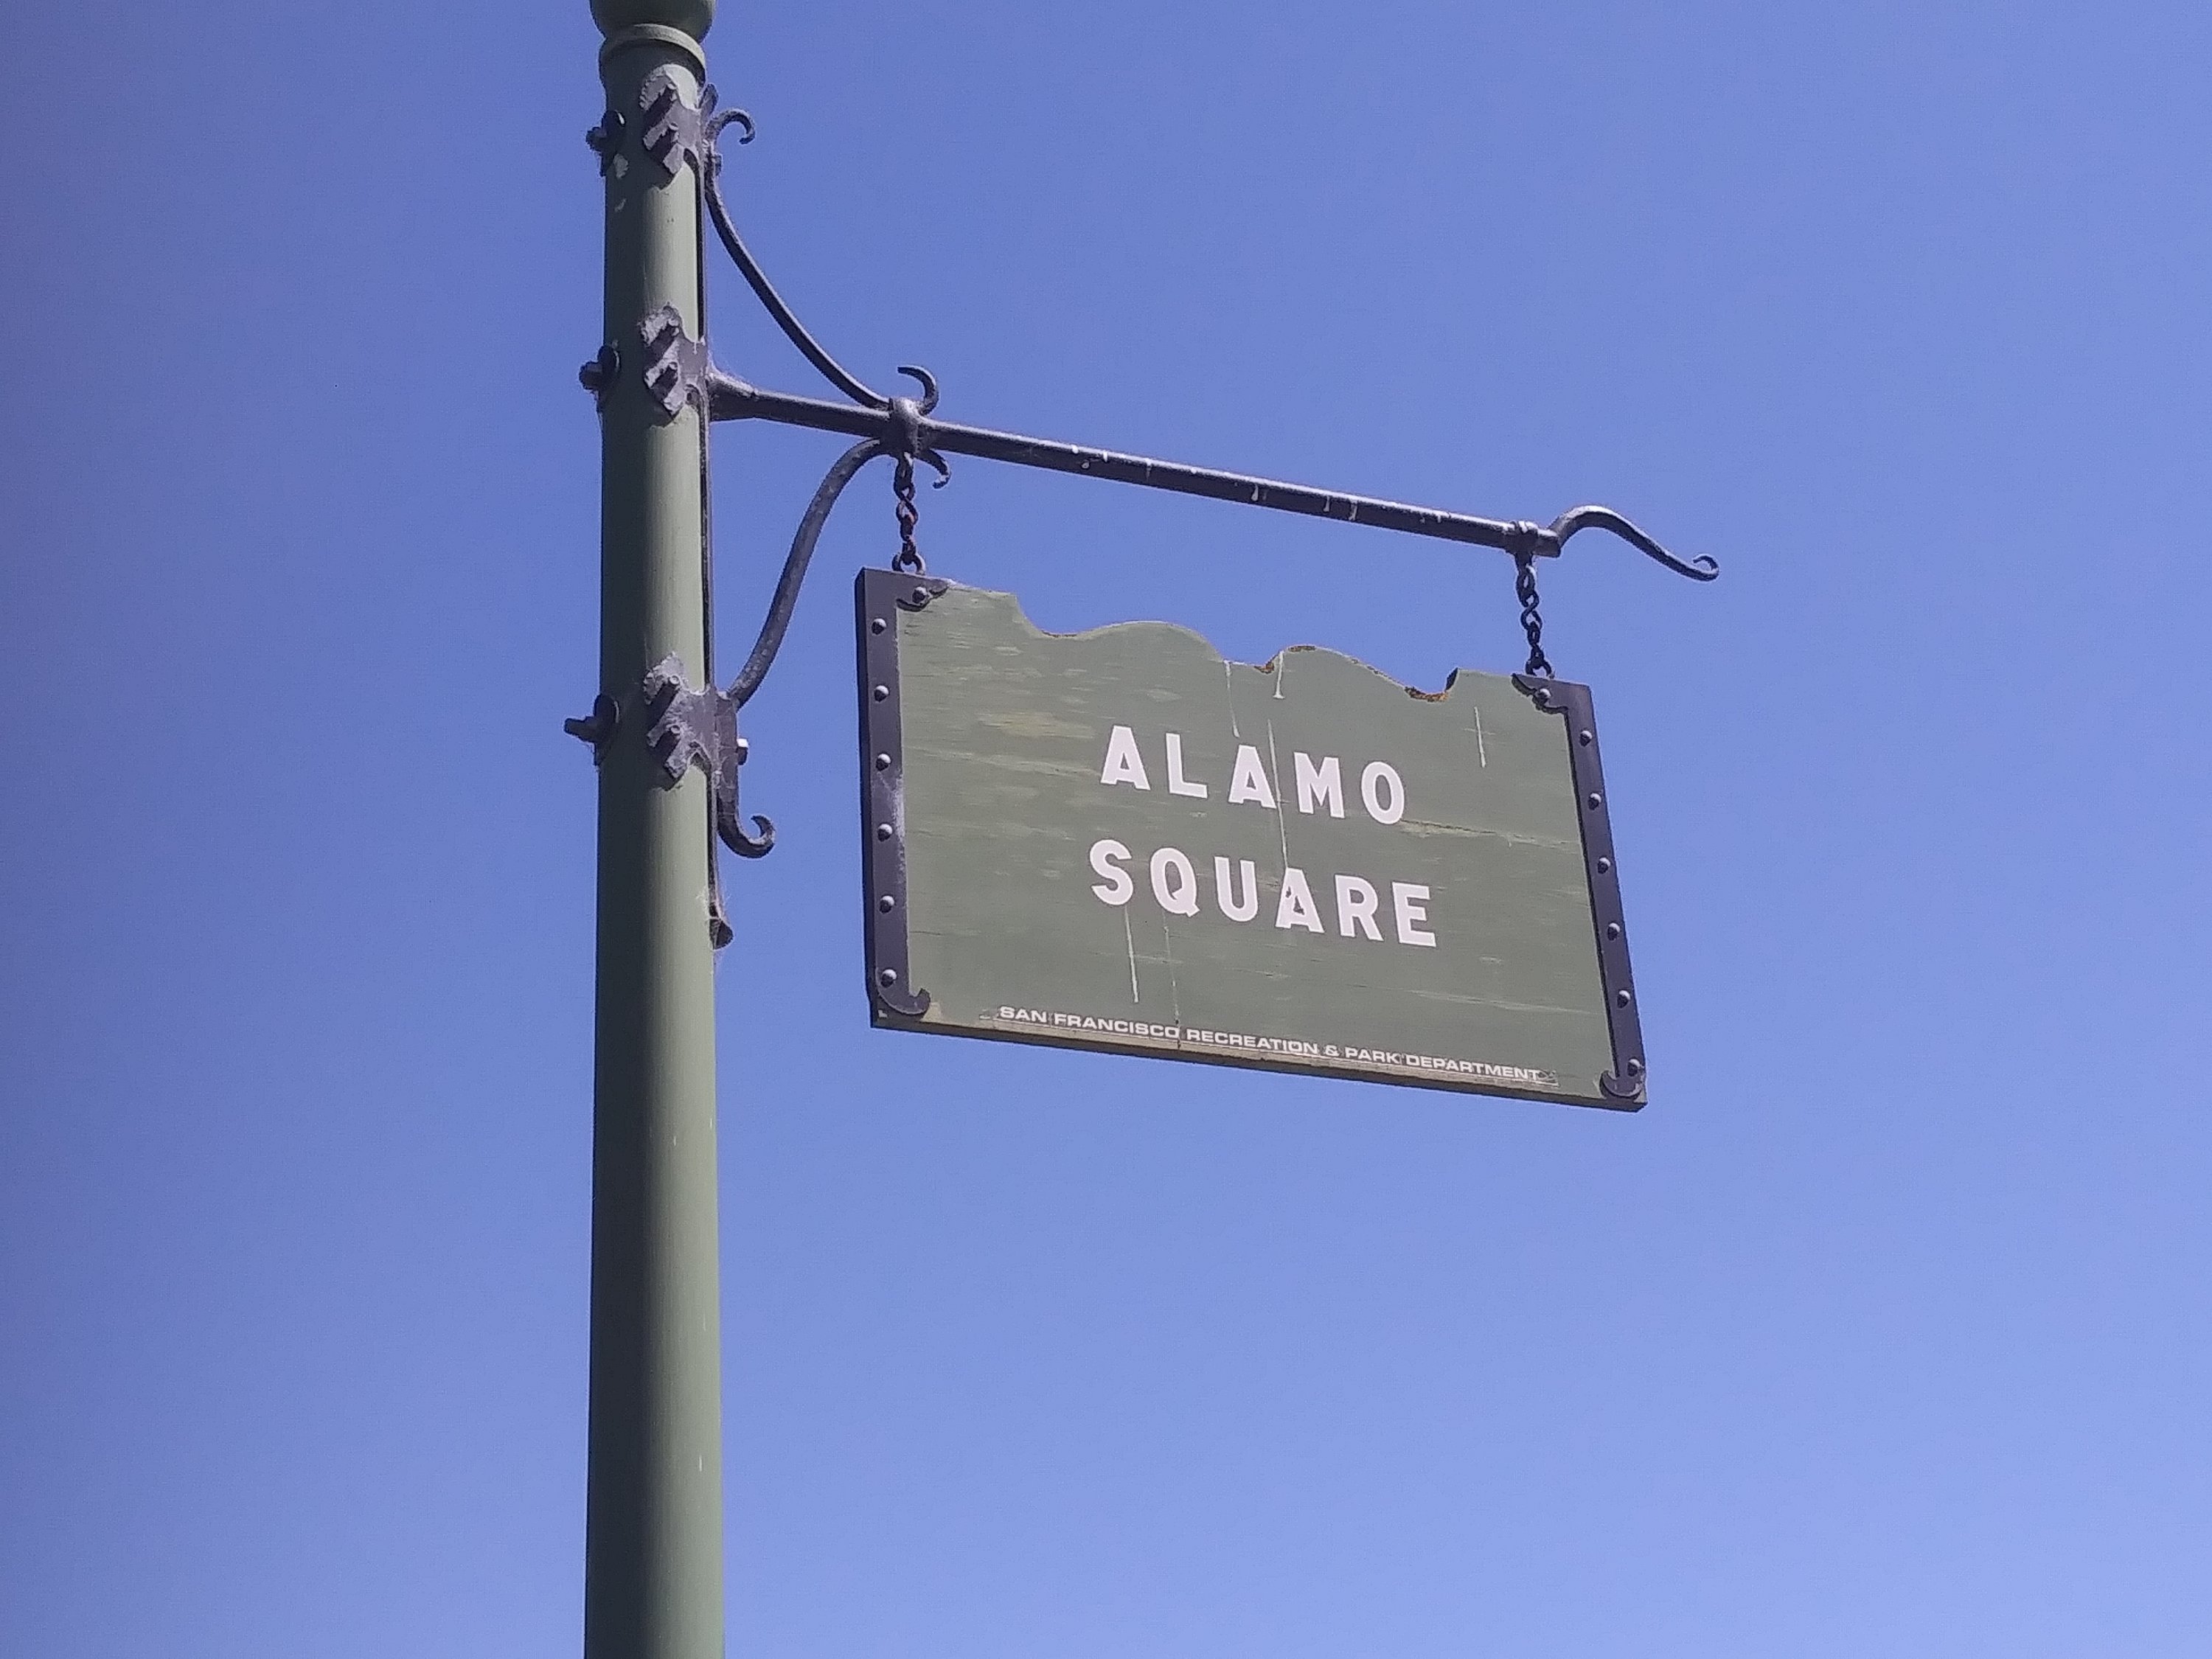 ALAMO
SQUARE
SAN FRANCISCO RECREATION & PARK DEPARTMENT